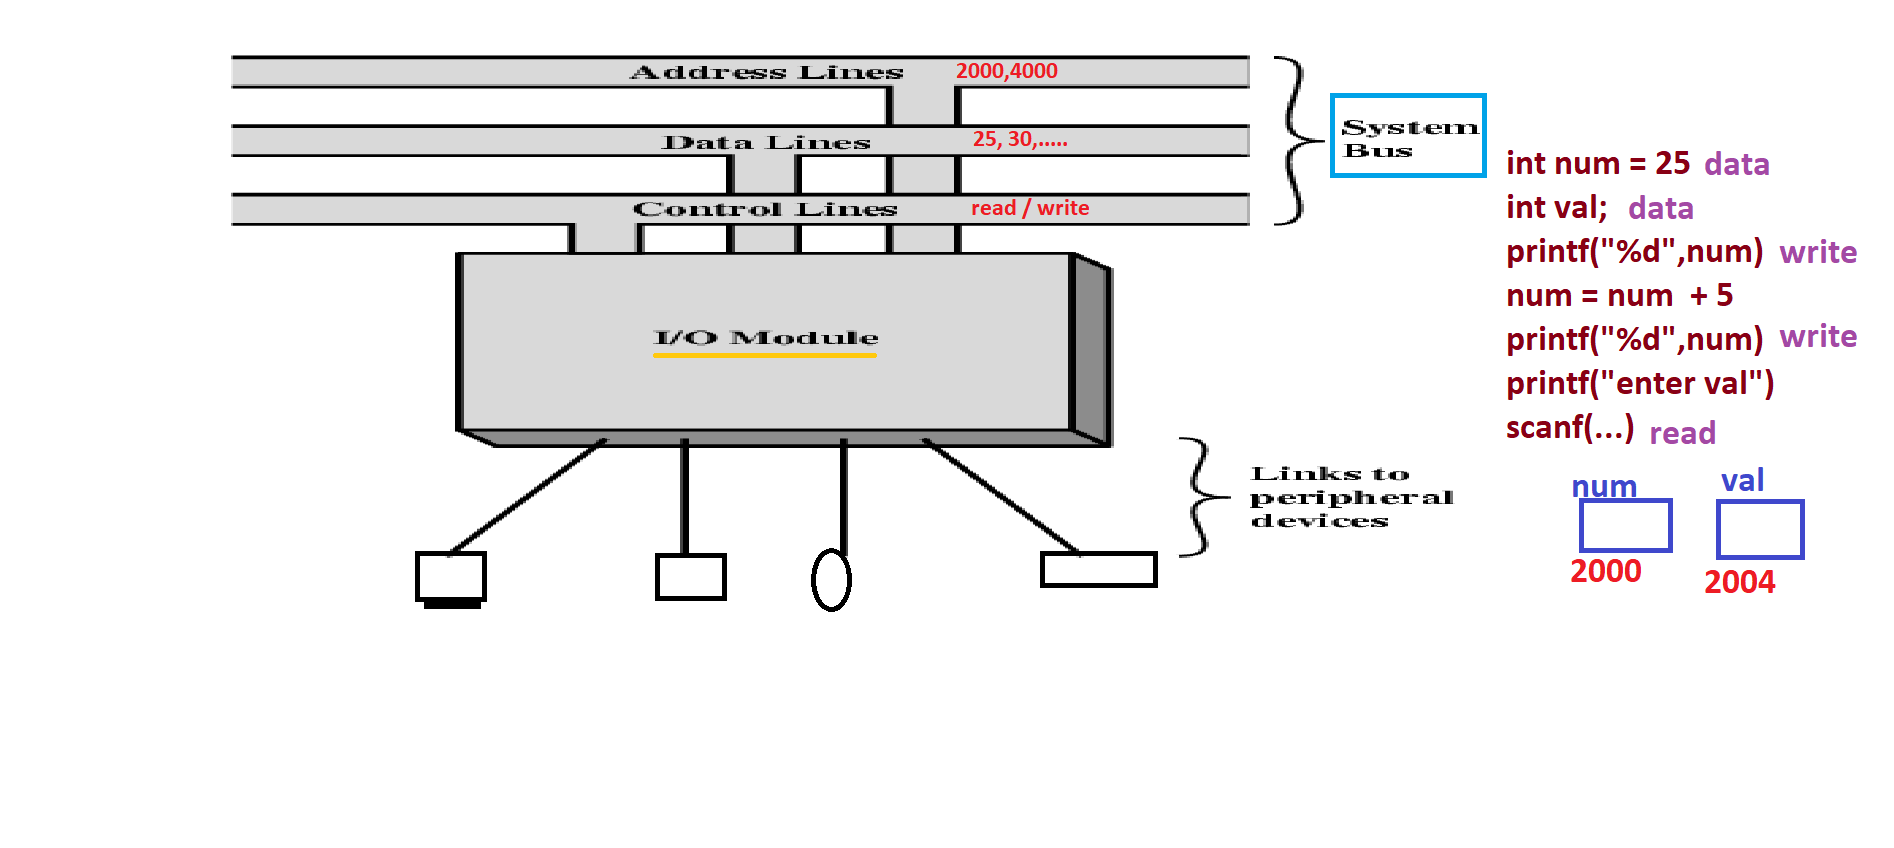 Address Lines 2000,4000
Data Lines 25, 30,.....
Control Lines read / write
System
Bus
I/O Module
Links to
peripheral
devices
int num = 25 data
int val; data
printf("%d",num) write
num = num + 5
printf("%d",num) write
printf("enter val")
scanf(...) read
num val
2000 2004